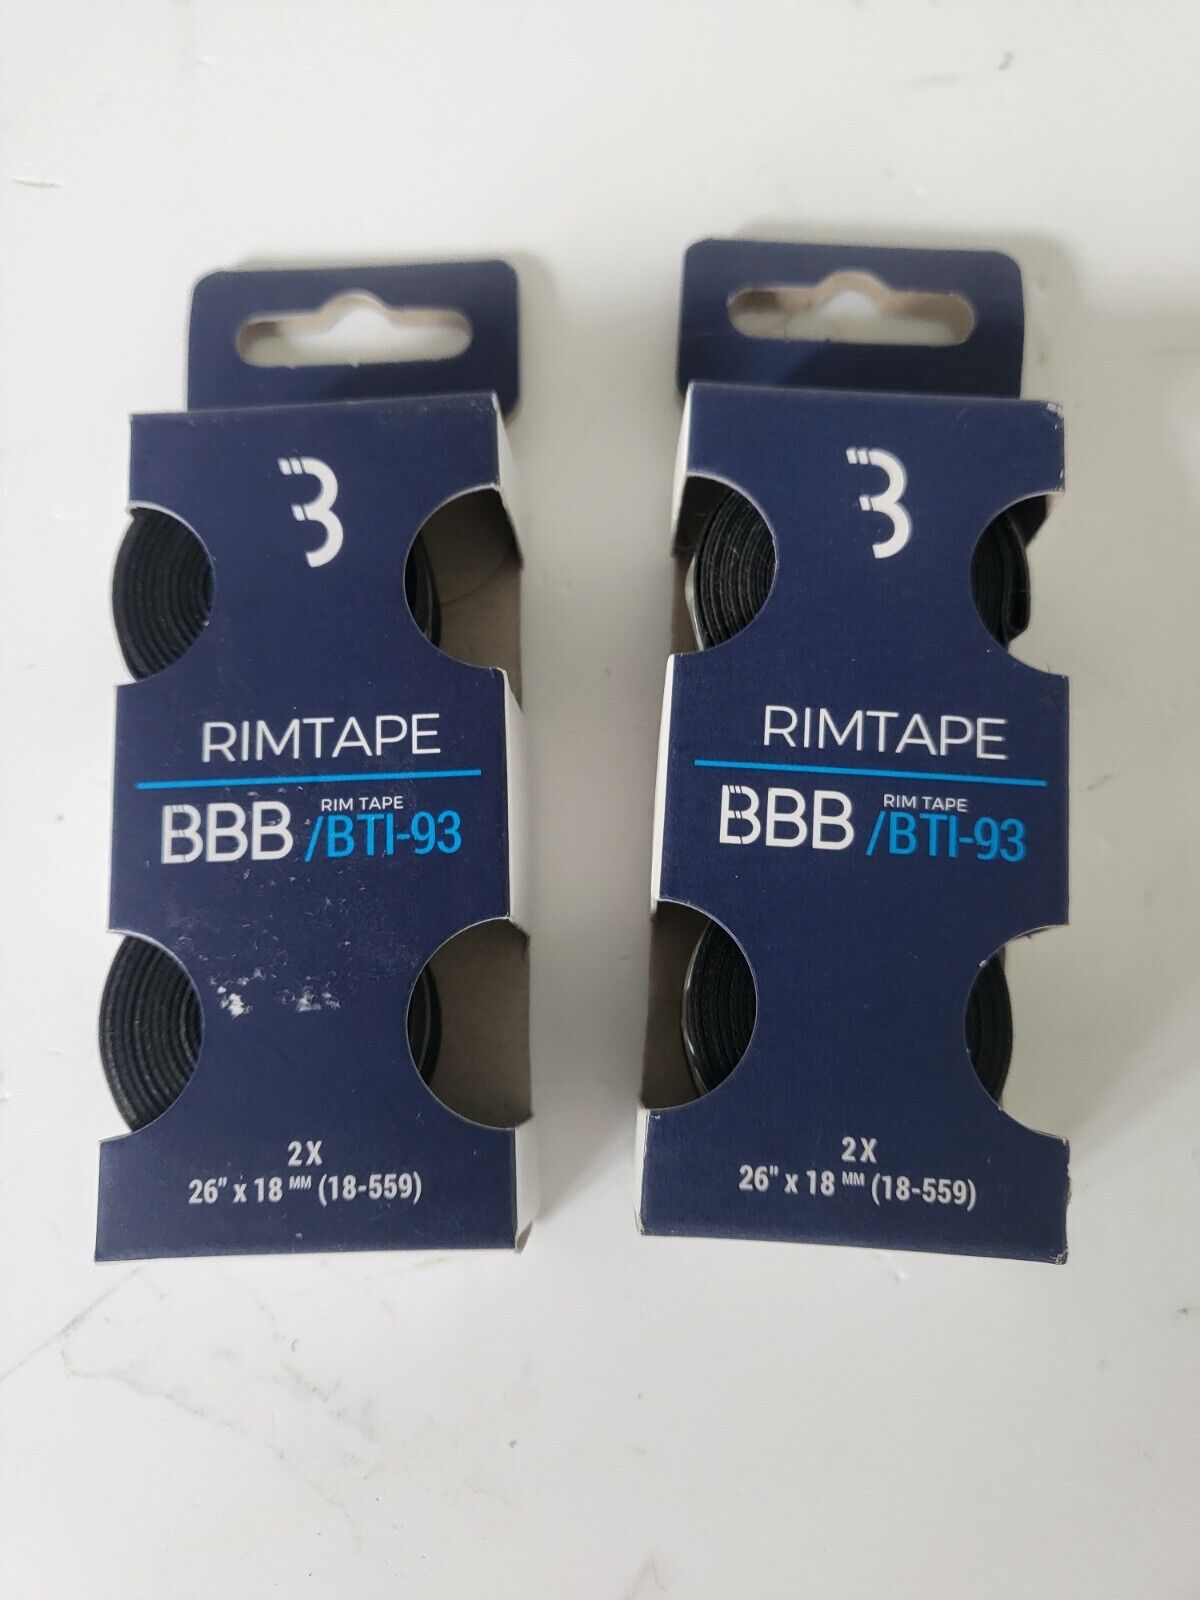 B
RIMTAPE
BBB RIM TAPE /BTI-93
2X
26" x 18 MM (18-559)
B
RIMTAPE
BBB RIM TAPE /BTI-93
2X
26" x 18 MM (18-559)